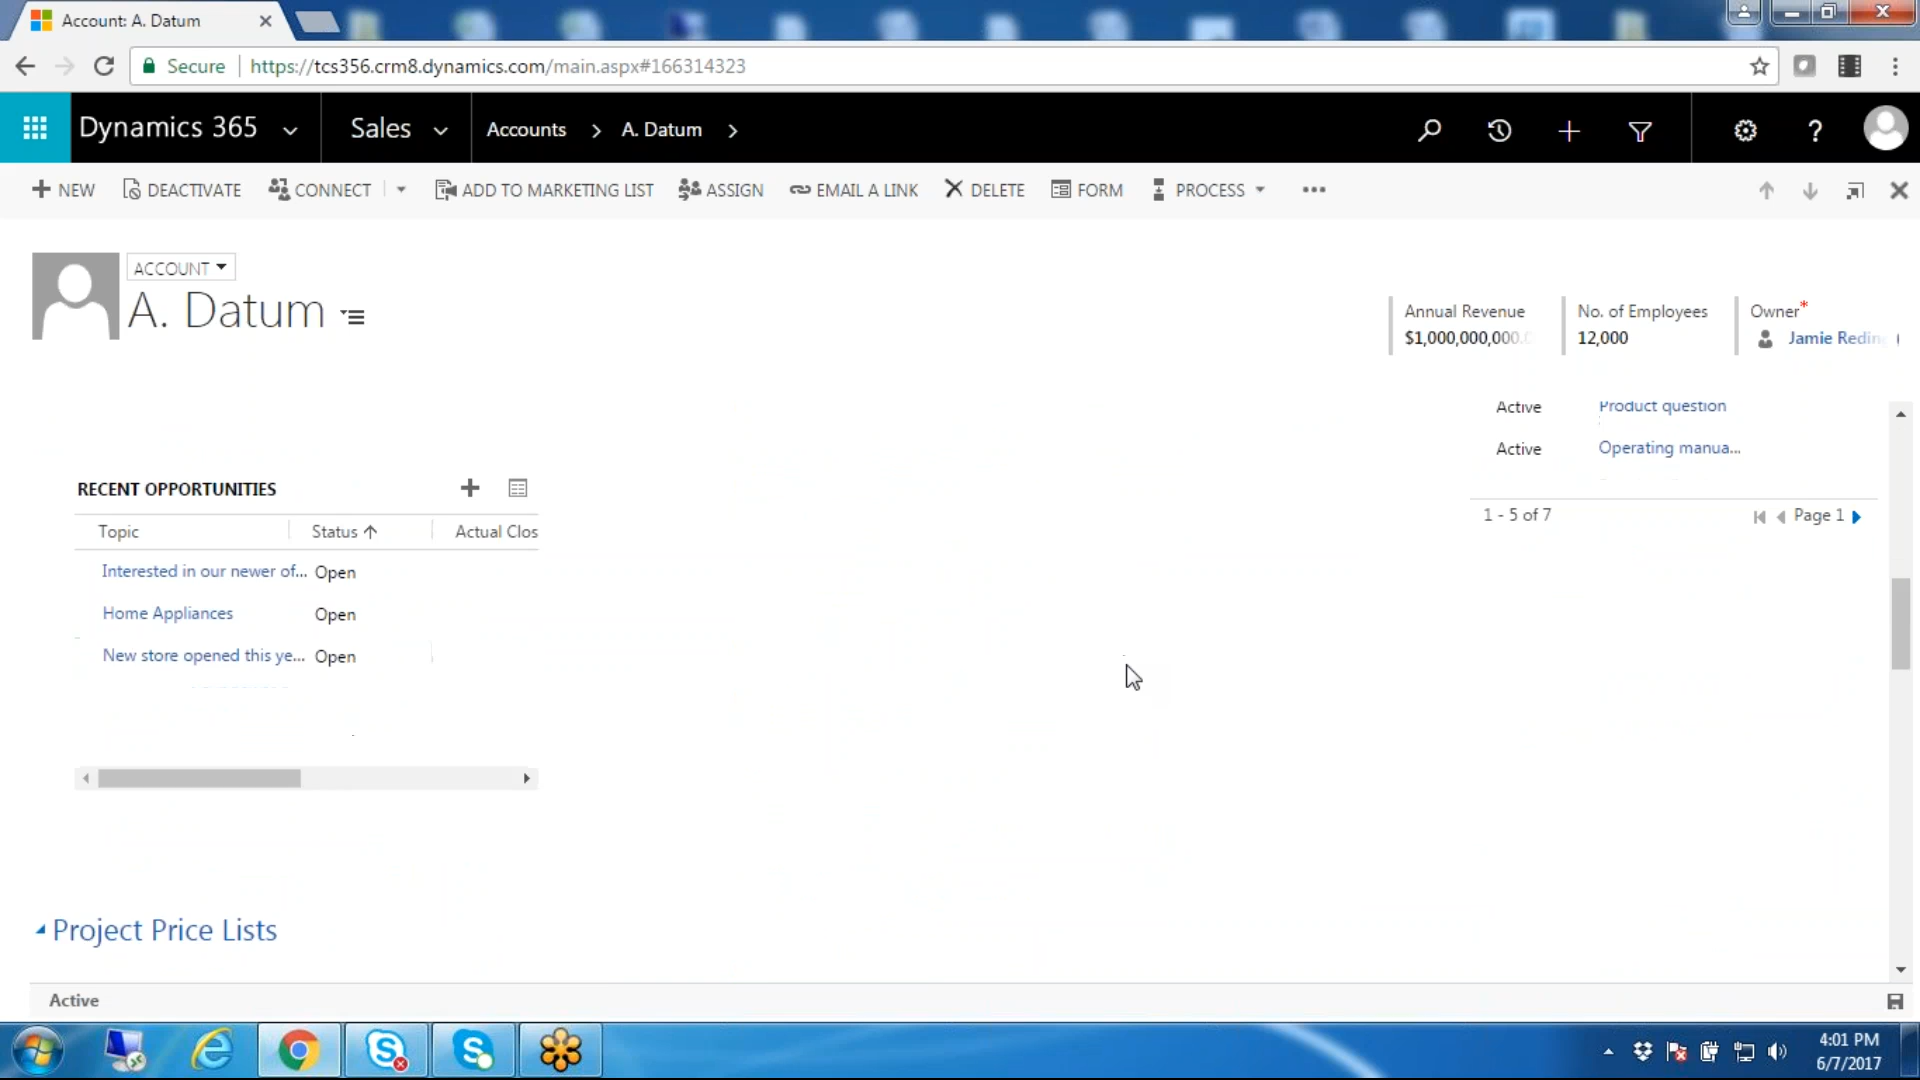 Account: A. Datum
Secure https://tcs356.crm8.dynamics.com/main.aspx#166314323
Dynamics 365 Sales Accounts > A. Datum > ?
NEW DEACTIVATE CONNECT ADD TO MARKETING LIST ASSIGN EMAIL A LINK DELETE FORM PROCESS
ACCOUNT
A. Datum
Annual Revenue No. of Employees Owner*
$1,000,000,000. 12,000 Jamie Reding
Active Product question
Active Operating manua...
1 - 5 of 7 Page 1
RECENT OPPORTUNITIES
Topic Status Actual Clos
Interested in our newer of... Open
Home Appliances Open
New store opened this ye... Open
Project Price Lists
Active
4:01 PM
6/7/2017